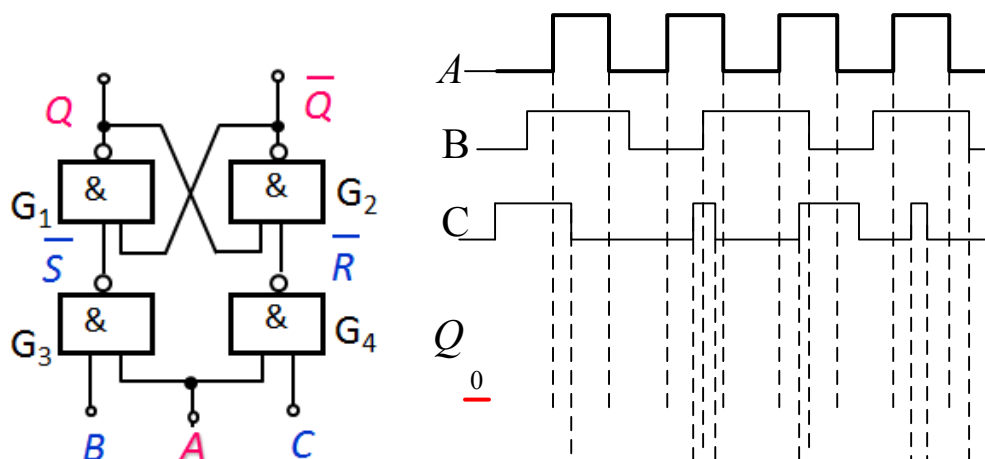 Q Q̅
G₁ & & G₂
S̅ R̅
G₃ & & G₄
B A C
A
B
C
Q
0